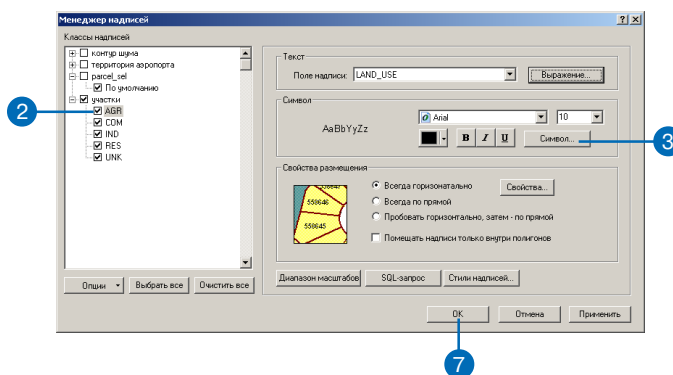 Менеджер надписей
Классы надписей
контур шума
территория аэропорта
parcel_sel
По умолчанию
участки
AGR
COM
IND
RES
UNK
Опции
Выбрать все
Очистить все
Текст
Поле надписи:
LAND_USE
Выражение...
Символ
AaBbYyZz
Arial
10
B I U
Символ...
Свойства размещения
558647
558646
558645
Всегда горизонатально
Всегда по прямой
Пробовать горизонтально, затем - по прямой
Свойства...
Помещать надписи только внутри полигонов
Диапазон масштабов
SQL-запрос
Стили надписей...
OK
Отмена
Применить
2
3
7